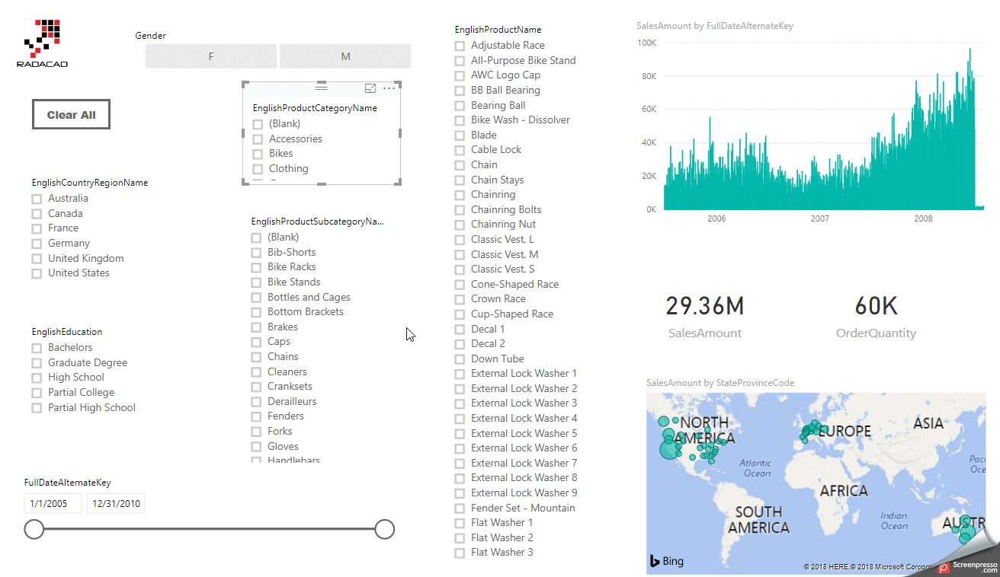 RADACAD
Clear All
Gender
F
M
EnglishProductCategoryName
(Blank)
Accessories
Bikes
Clothing
EnglishCountryRegionName
Australia
Canada
France
Germany
United Kingdom
United States
EnglishEducation
Bachelors
Graduate Degree
High School
Partial College
Partial High School
EnglishProductSubcategoryNa...
(Blank)
Bib-Shorts
Bike Racks
Bike Stands
Bottles and Cages
Bottom Brackets
Brakes
Caps
Chains
Cleaners
Cranksets
Derailleurs
Fenders
Forks
Gloves
Handlebars
FullDateAlternateKey
1/1/2005
12/31/2010
EnglishProductName
Adjustable Race
All-Purpose Bike Stand
AWC Logo Cap
BB Ball Bearing
Bearing Ball
Bike Wash - Dissolver
Blade
Cable Lock
Chain
Chain Stays
Chainring
Chainring Bolts
Chainring Nut
Classic Vest, L
Classic Vest, M
Classic Vest, S
Cone-Shaped Race
Crown Race
Cup-Shaped Race
Decal 1
Decal 2
Down Tube
External Lock Washer 1
External Lock Washer 2
External Lock Washer 3
External Lock Washer 4
External Lock Washer 5
External Lock Washer 6
External Lock Washer 7
External Lock Washer 8
External Lock Washer 9
Fender Set - Mountain
Flat Washer 1
Flat Washer 2
Flat Washer 3
SalesAmount by FullDateAlternateKey
100K
80K
60K
40K
20K
0K
2006
2007
2008
29.36M
SalesAmount
60K
OrderQuantity
SalesAmount by StateProvinceCode
NORTH
AMERICA
EUROPE
ASIA
Atlantic
Ocean
AFRICA
SOUTH
AMERICA
Indian
Ocean
Paci
Oce
AUSTR
Bing
© 2018 HERE,© 2018 Microsoft Corpor
Screenpresso
.com